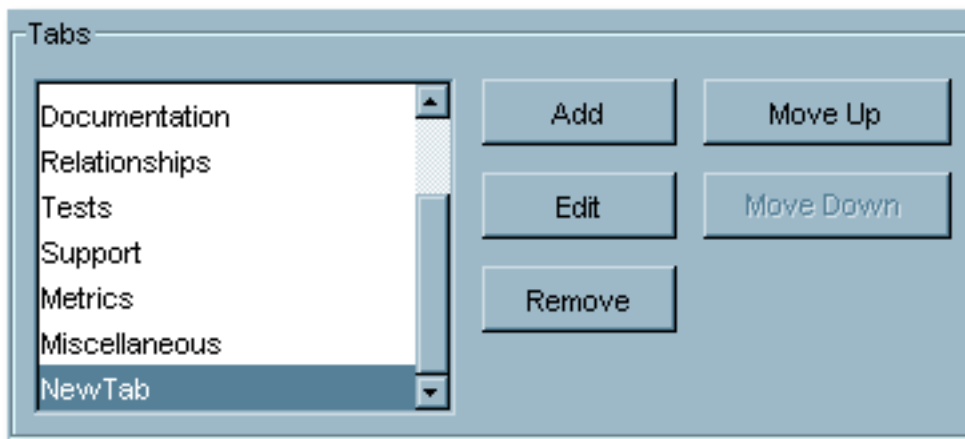 Tabs
Documentation
Relationships
Tests
Support
Metrics
Miscellaneous
NewTab
Add
Move Up
Edit
Move Down
Remove